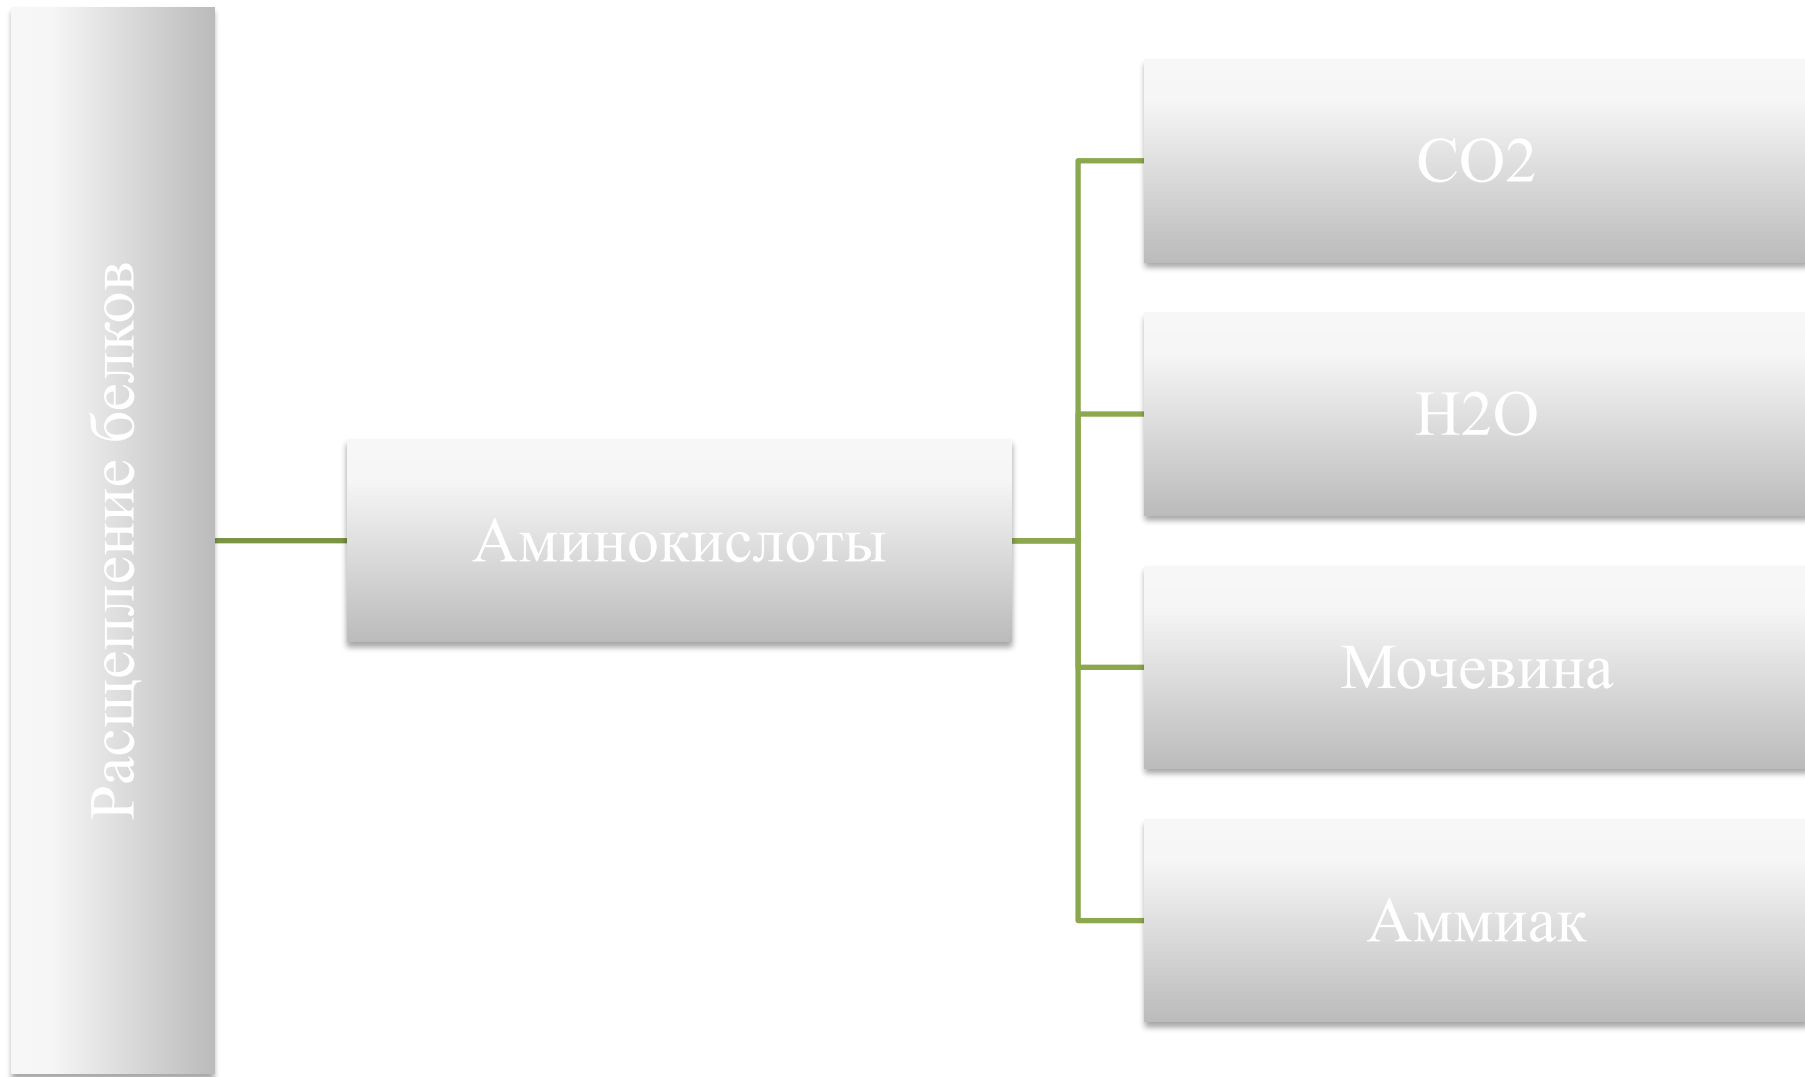 Расщепление белков
Аминокислоты
CO2
H2O
Мочевина
Аммиак